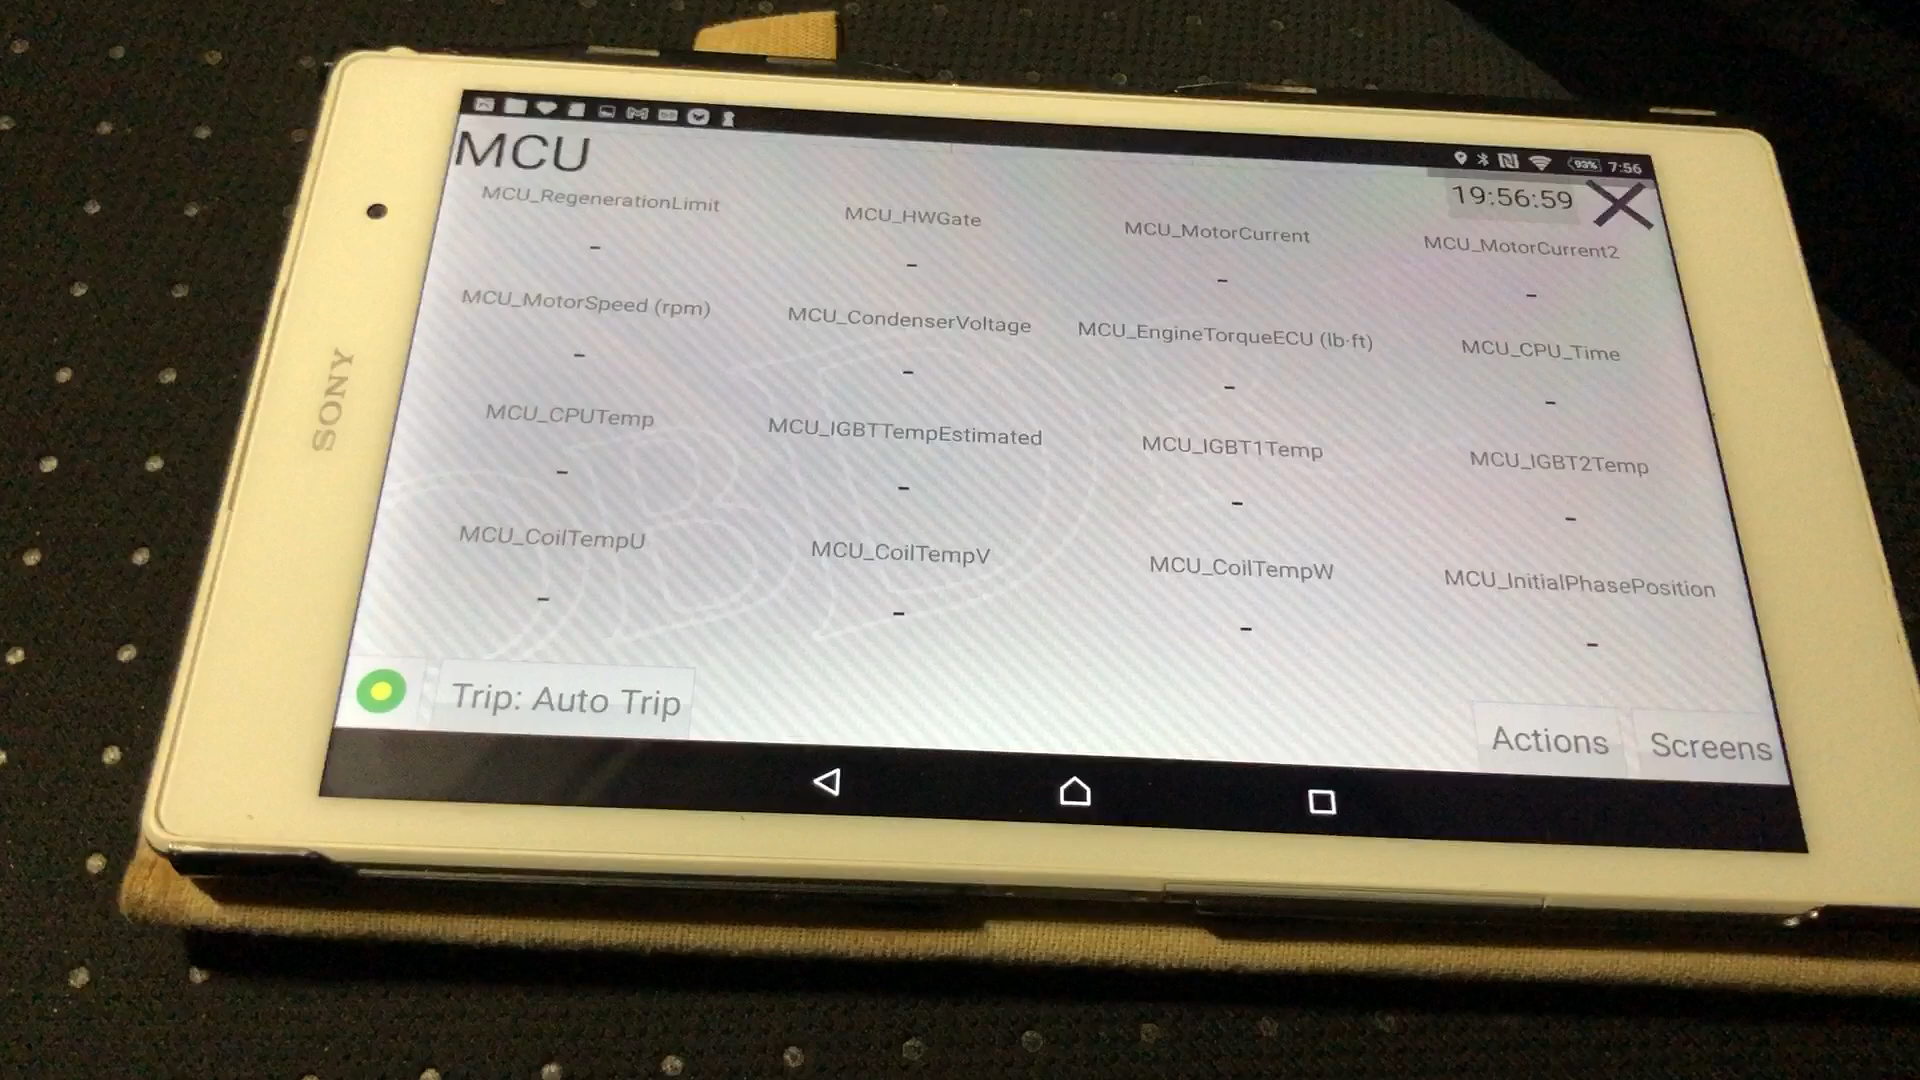 93% 7:56
MCU
19:56:59
MCU_RegenerationLimit MCU_HWGate MCU_MotorCurrent MCU_MotorCurrent2
- - - -
MCU_MotorSpeed (rpm) MCU_CondenserVoltage MCU_EngineTorqueECU (lb·ft) MCU_CPU_Time
- - - -
MCU_CPUTemp MCU_IGBTTempEstimated MCU_IGBT1Temp MCU_IGBT2Temp
- - - -
MCU_CoilTempU MCU_CoilTempV MCU_CoilTempW MCU_InitialPhasePosition
- - - -
Trip: Auto Trip Actions Screens
SONY